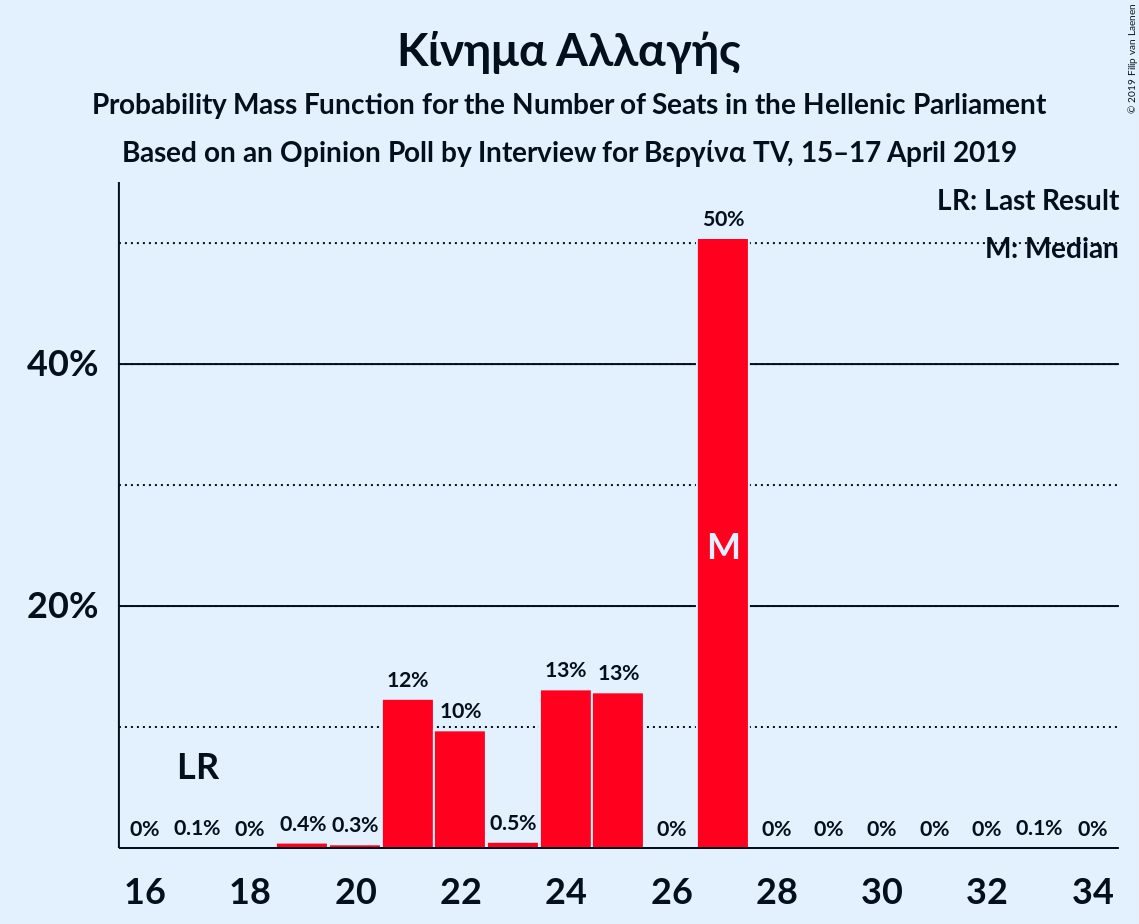 Κίνημα Αλλαγής
Probability Mass Function for the Number of Seats in the Hellenic Parliament
Based on an Opinion Poll by Interview for Βεργίνα TV, 15–17 April 2019
© 2019 Filip van Laenen
LR: Last Result
M: Median
50%
40%
M
20%
12%
10%
13%
13%
LR
0%
0.1%
0%
0.4%
0.3%
0.5%
0%
0%
0%
0%
0%
0%
0.1%
0%
16 18 20 22 24 26 28 30 32 34